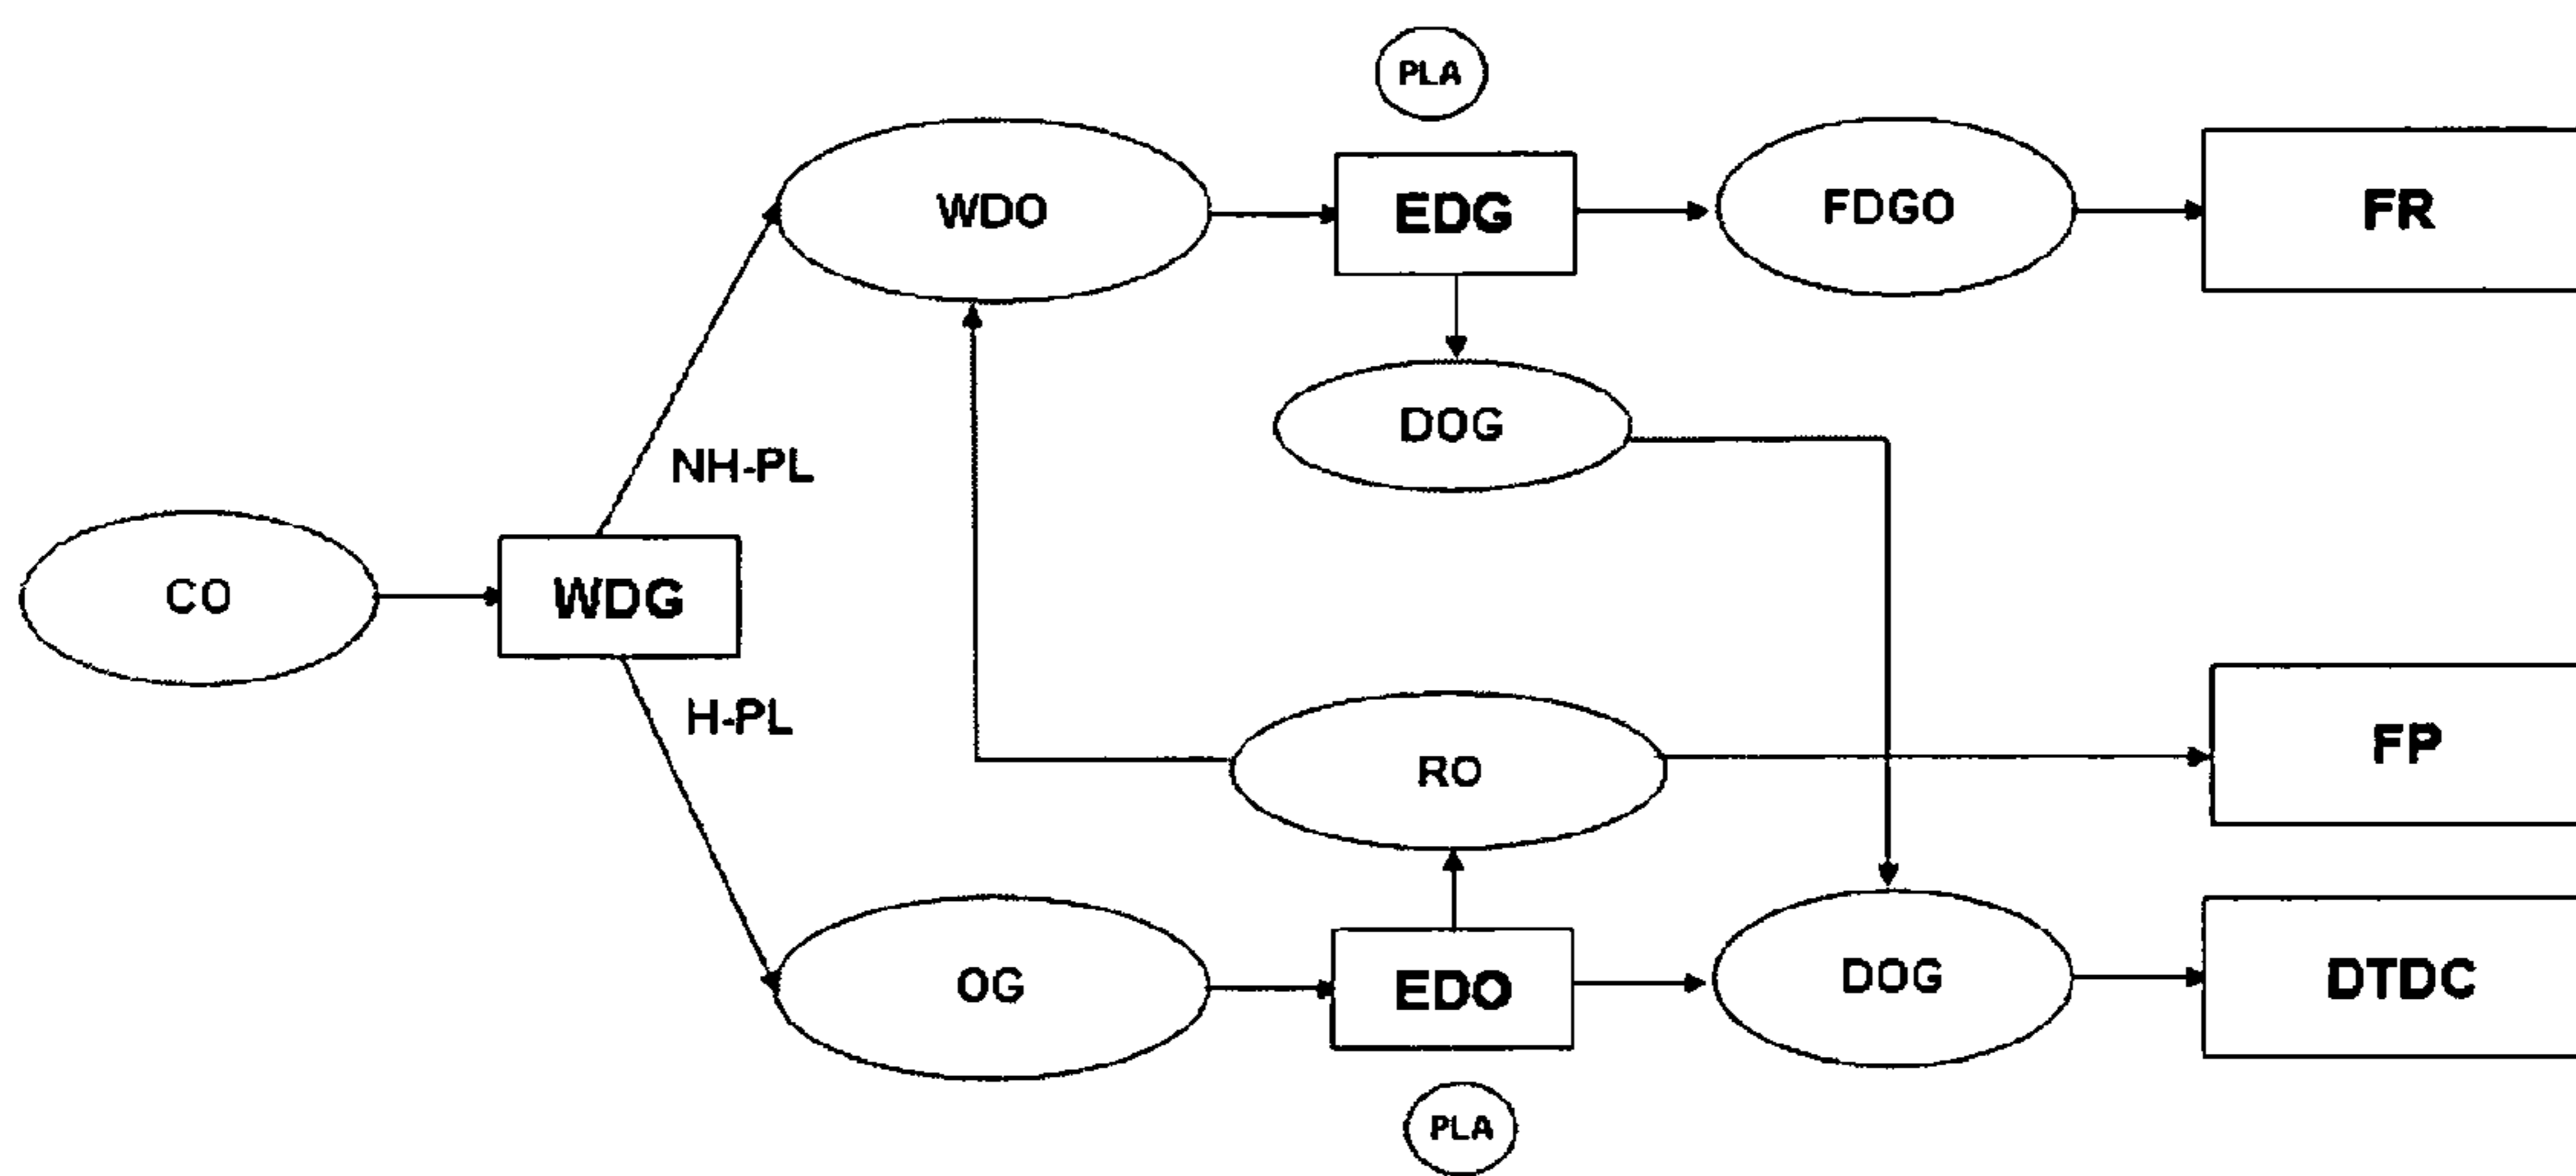 PLA
WDO
EDG
FDGO
FR
DOG
NH-PL
CO
WDG
H-PL
RO
FP
OG
EDO
DOG
DTDC
PLA